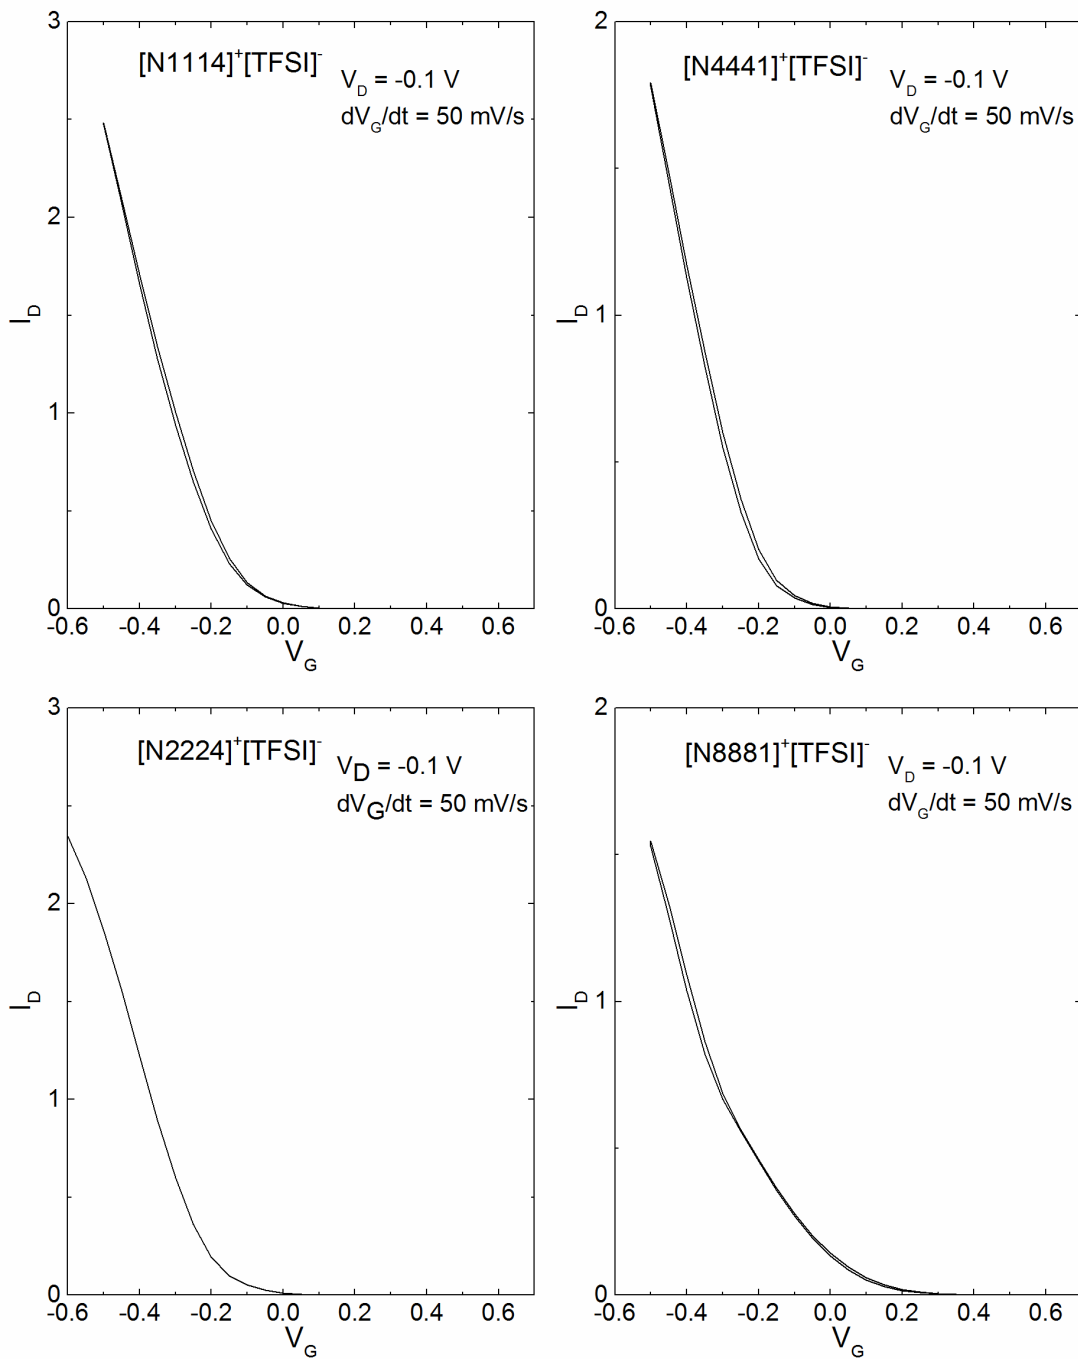 [N1114]⁺[TFSI]⁻
V_D = -0.1 V
dV_G/dt = 50 mV/s
3
2
1
0
I_D
-0.6 -0.4 -0.2 0.0 0.2 0.4 0.6
V_G
[N4441]⁺[TFSI]⁻
V_D = -0.1 V
dV_G/dt = 50 mV/s
2
1
0
I_D
-0.6 -0.4 -0.2 0.0 0.2 0.4 0.6
V_G
[N2224]⁺[TFSI]⁻
V_D = -0.1 V
dV_G/dt = 50 mV/s
3
2
1
0
I_D
-0.6 -0.4 -0.2 0.0 0.2 0.4 0.6
V_G
[N8881]⁺[TFSI]⁻
V_D = -0.1 V
dV_G/dt = 50 mV/s
2
1
0
I_D
-0.6 -0.4 -0.2 0.0 0.2 0.4 0.6
V_G